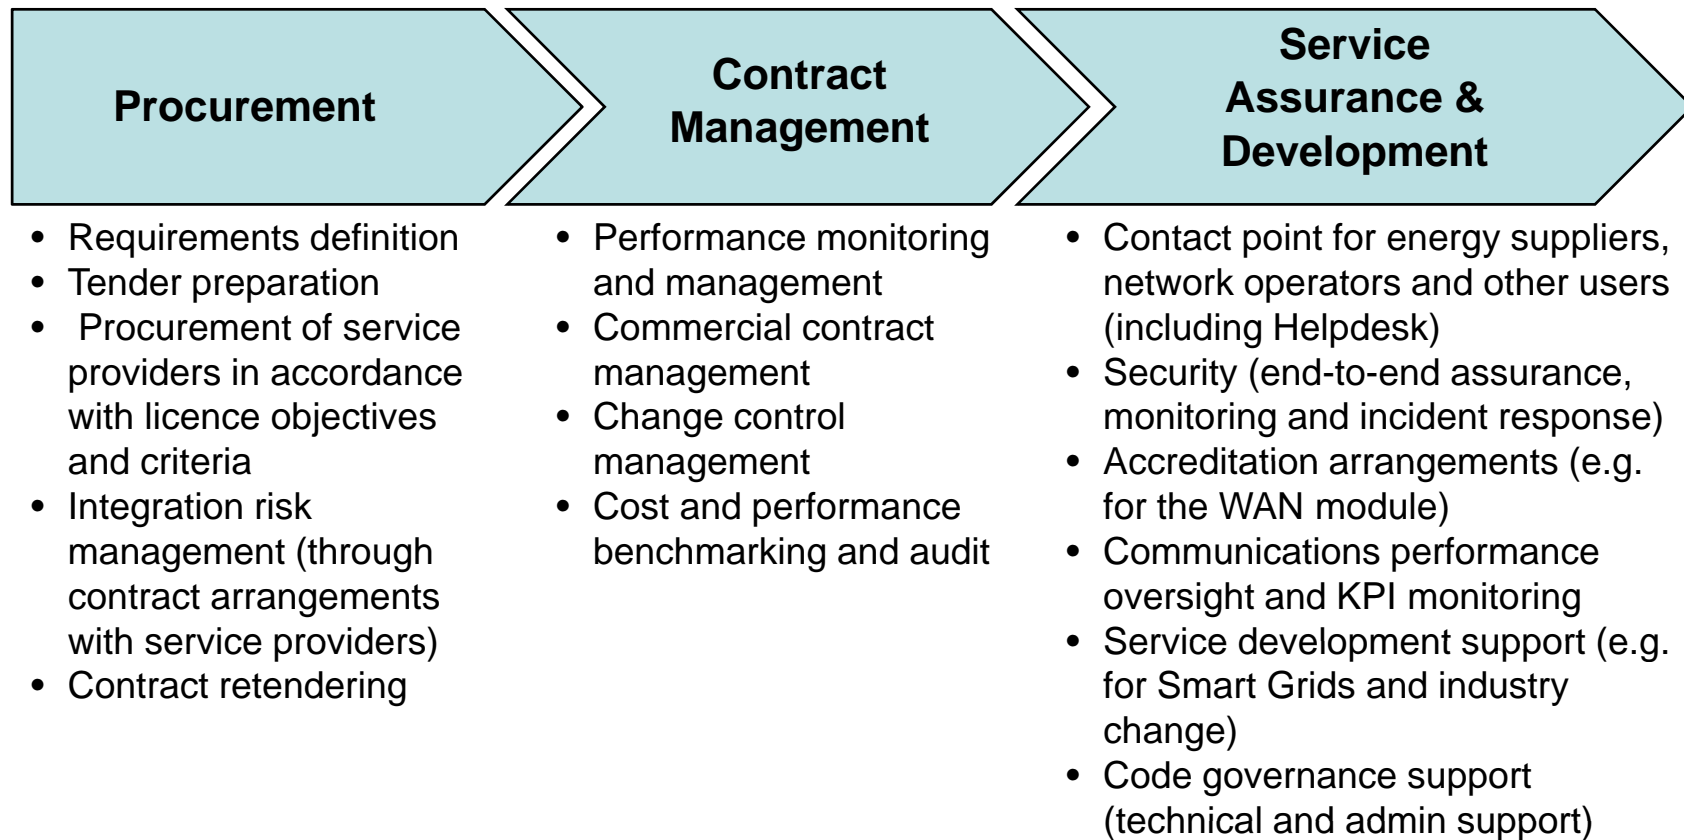 Procurement
Contract
Management
Service
Assurance &
Development
• Requirements definition
• Tender preparation
• Procurement of service
providers in accordance
with licence objectives
and criteria
• Integration risk
management (through
contract arrangements
with service providers)
• Contract retendering
• Performance monitoring
and management
• Commercial contract
management
• Change control
management
• Cost and performance
benchmarking and audit
• Contact point for energy suppliers,
network operators and other users
(including Helpdesk)
• Security (end-to-end assurance,
monitoring and incident response)
• Accreditation arrangements (e.g.
for the WAN module)
• Communications performance
oversight and KPI monitoring
• Service development support (e.g.
for Smart Grids and industry
change)
• Code governance support
(technical and admin support)